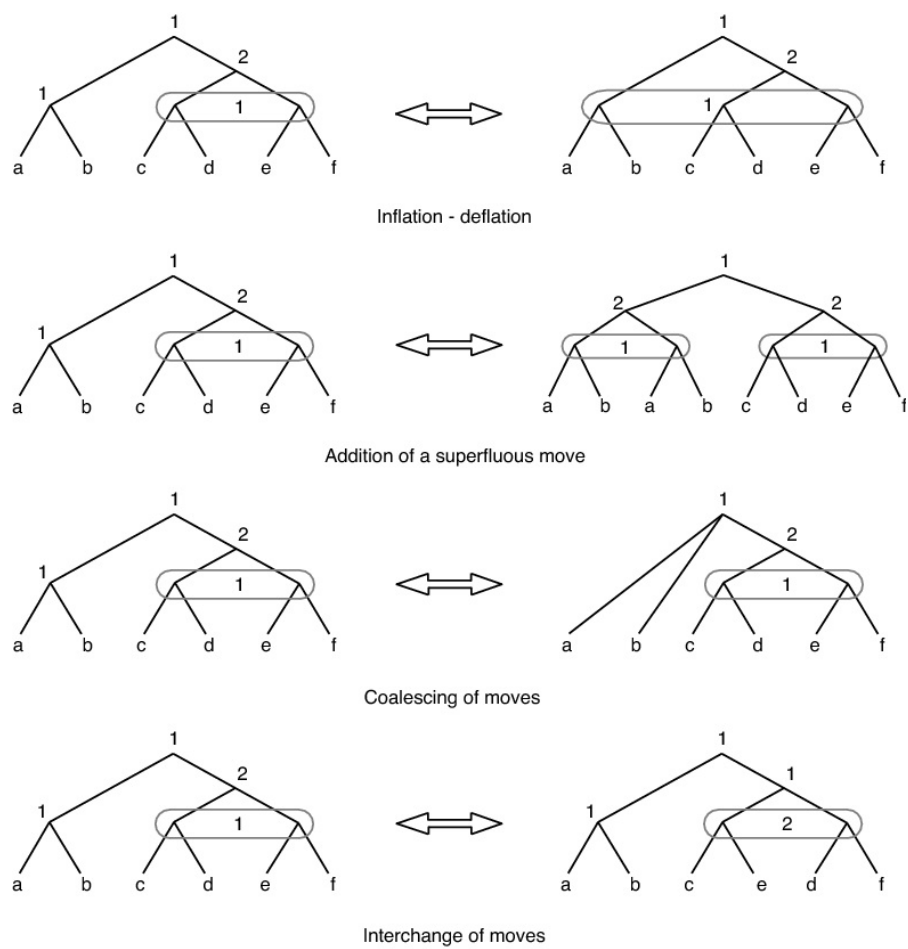 1 1
2 2
1 1
1 1
a b c d e f a b c d e f
Inflation - deflation
1 1
2 2 2
1 1 1 1
a b c d e f a b a b c d e f
Addition of a superfluous move
1 1
2 2
1 1 1
a b c d e f a b c d e f
Coalescing of moves
1 1
2 1
1 1 1 2
a b c d e f a b c e d f
Interchange of moves